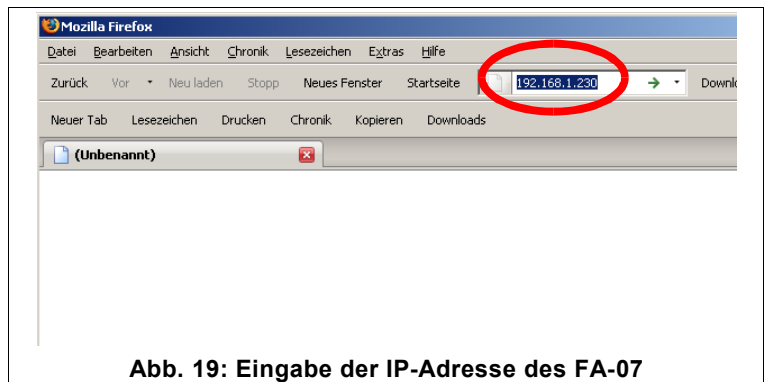 Mozilla Firefox
Datei Bearbeiten Ansicht Chronik Lesezeichen Extras Hilfe
Zurück Vor Neu laden Stopp Neues Fenster Startseite 192.168.1.230 Downlo
Neuer Tab Lesezeichen Drucken Chronik Kopieren Downloads
(Unbenannt)
Abb. 19: Eingabe der IP-Adresse des FA-07